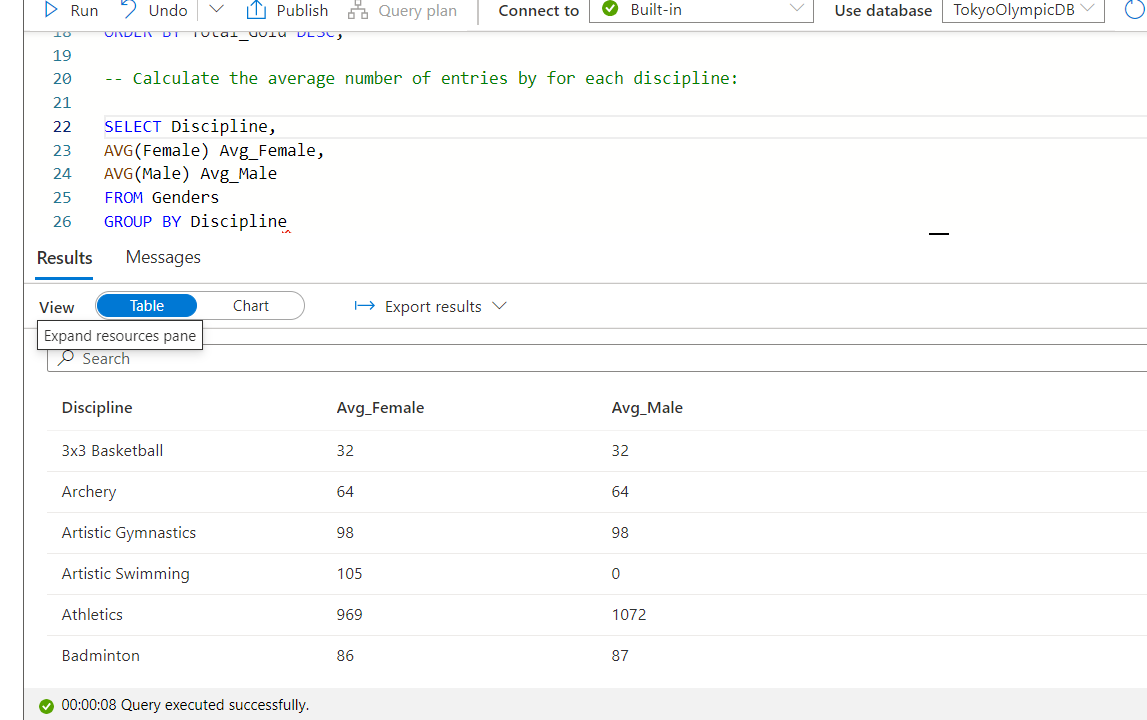 Run Undo Publish Query plan Connect to Built-in Use database TokyoOlympicDB
18 ORDER BY Total_Gold DESC;
19
20 -- Calculate the average number of entries by for each discipline:
21
22 SELECT Discipline,
23 AVG(Female) Avg_Female,
24 AVG(Male) Avg_Male
25 FROM Genders
26 GROUP BY Discipline
Results Messages
View Table Chart Export results
Expand resources pane
Search
Discipline Avg_Female Avg_Male
3x3 Basketball 32 32
Archery 64 64
Artistic Gymnastics 98 98
Artistic Swimming 105 0
Athletics 969 1072
Badminton 86 87
00:00:08 Query executed successfully.